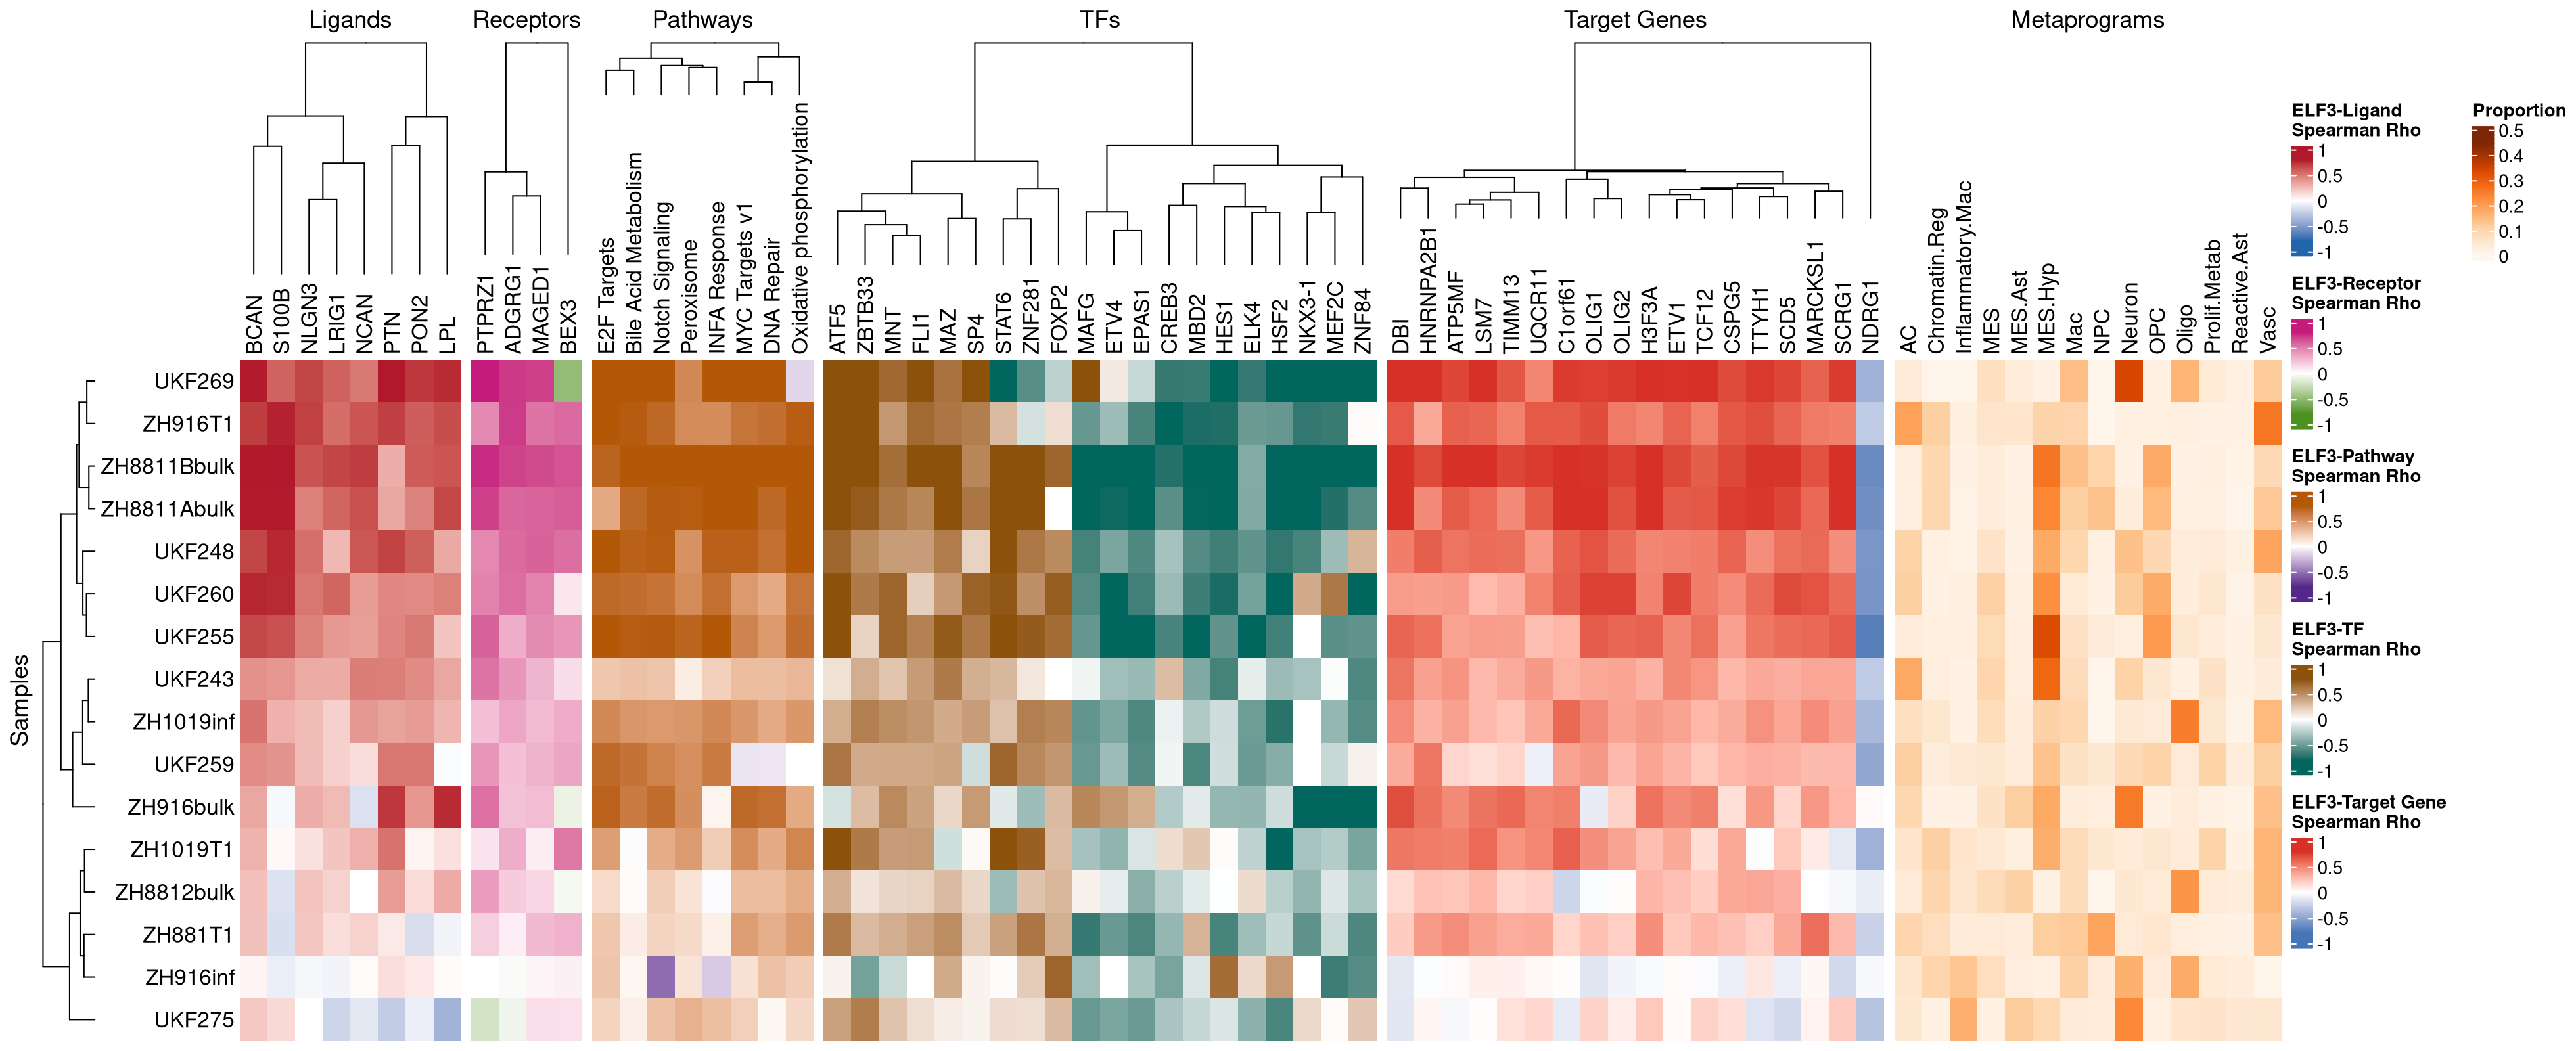 Ligands
Receptors
Pathways
TFs
Target Genes
Metaprograms
BCAN
S100B
NLGN3
LRIG1
NCAN
PTN
PON2
LPL
PTPRZ1
ADGRG1
MAGED1
BEX3
E2F Targets
Bile Acid Metabolism
Notch Signaling
Peroxisome
INFA Response
MYC Targets v1
DNA Repair
Oxidative phosphorylation
ATF5
ZBTB33
MNT
FLI1
MAZ
SP4
STAT6
ZNF281
FOXP2
MAFG
ETV4
EPAS1
CREB3
MBD2
HES1
ELK4
HSF2
NKX3-1
MEF2C
ZNF84
DBI
HNRNPA2B1
ATP5MF
LSM7
TIMM13
UQCR11
C1orf61
OLIG1
OLIG2
H3F3A
ETV1
TCF12
CSPG5
TTYH1
SCD5
MARCKSL1
SCRG1
NDRG1
AC
Chromatin.Reg
Inflammatory.Mac
MES
MES.Ast
MES.Hyp
Mac
NPC
Neuron
OPC
Oligo
Prolif.Metab
Reactive.Ast
Vasc
Samples
UKF269
ZH916T1
ZH8811Bbulk
ZH8811Abulk
UKF248
UKF260
UKF255
UKF243
ZH1019inf
UKF259
ZH916bulk
ZH1019T1
ZH8812bulk
ZH881T1
ZH916inf
UKF275
ELF3-Ligand
Spearman Rho
1
0.5
0
-0.5
-1
ELF3-Receptor
Spearman Rho
1
0.5
0
-0.5
-1
ELF3-Pathway
Spearman Rho
1
0.5
0
-0.5
-1
ELF3-TF
Spearman Rho
1
0.5
0
-0.5
-1
ELF3-Target Gene
Spearman Rho
1
0.5
0
-0.5
-1
Proportion
0.5
0.4
0.3
0.2
0.1
0